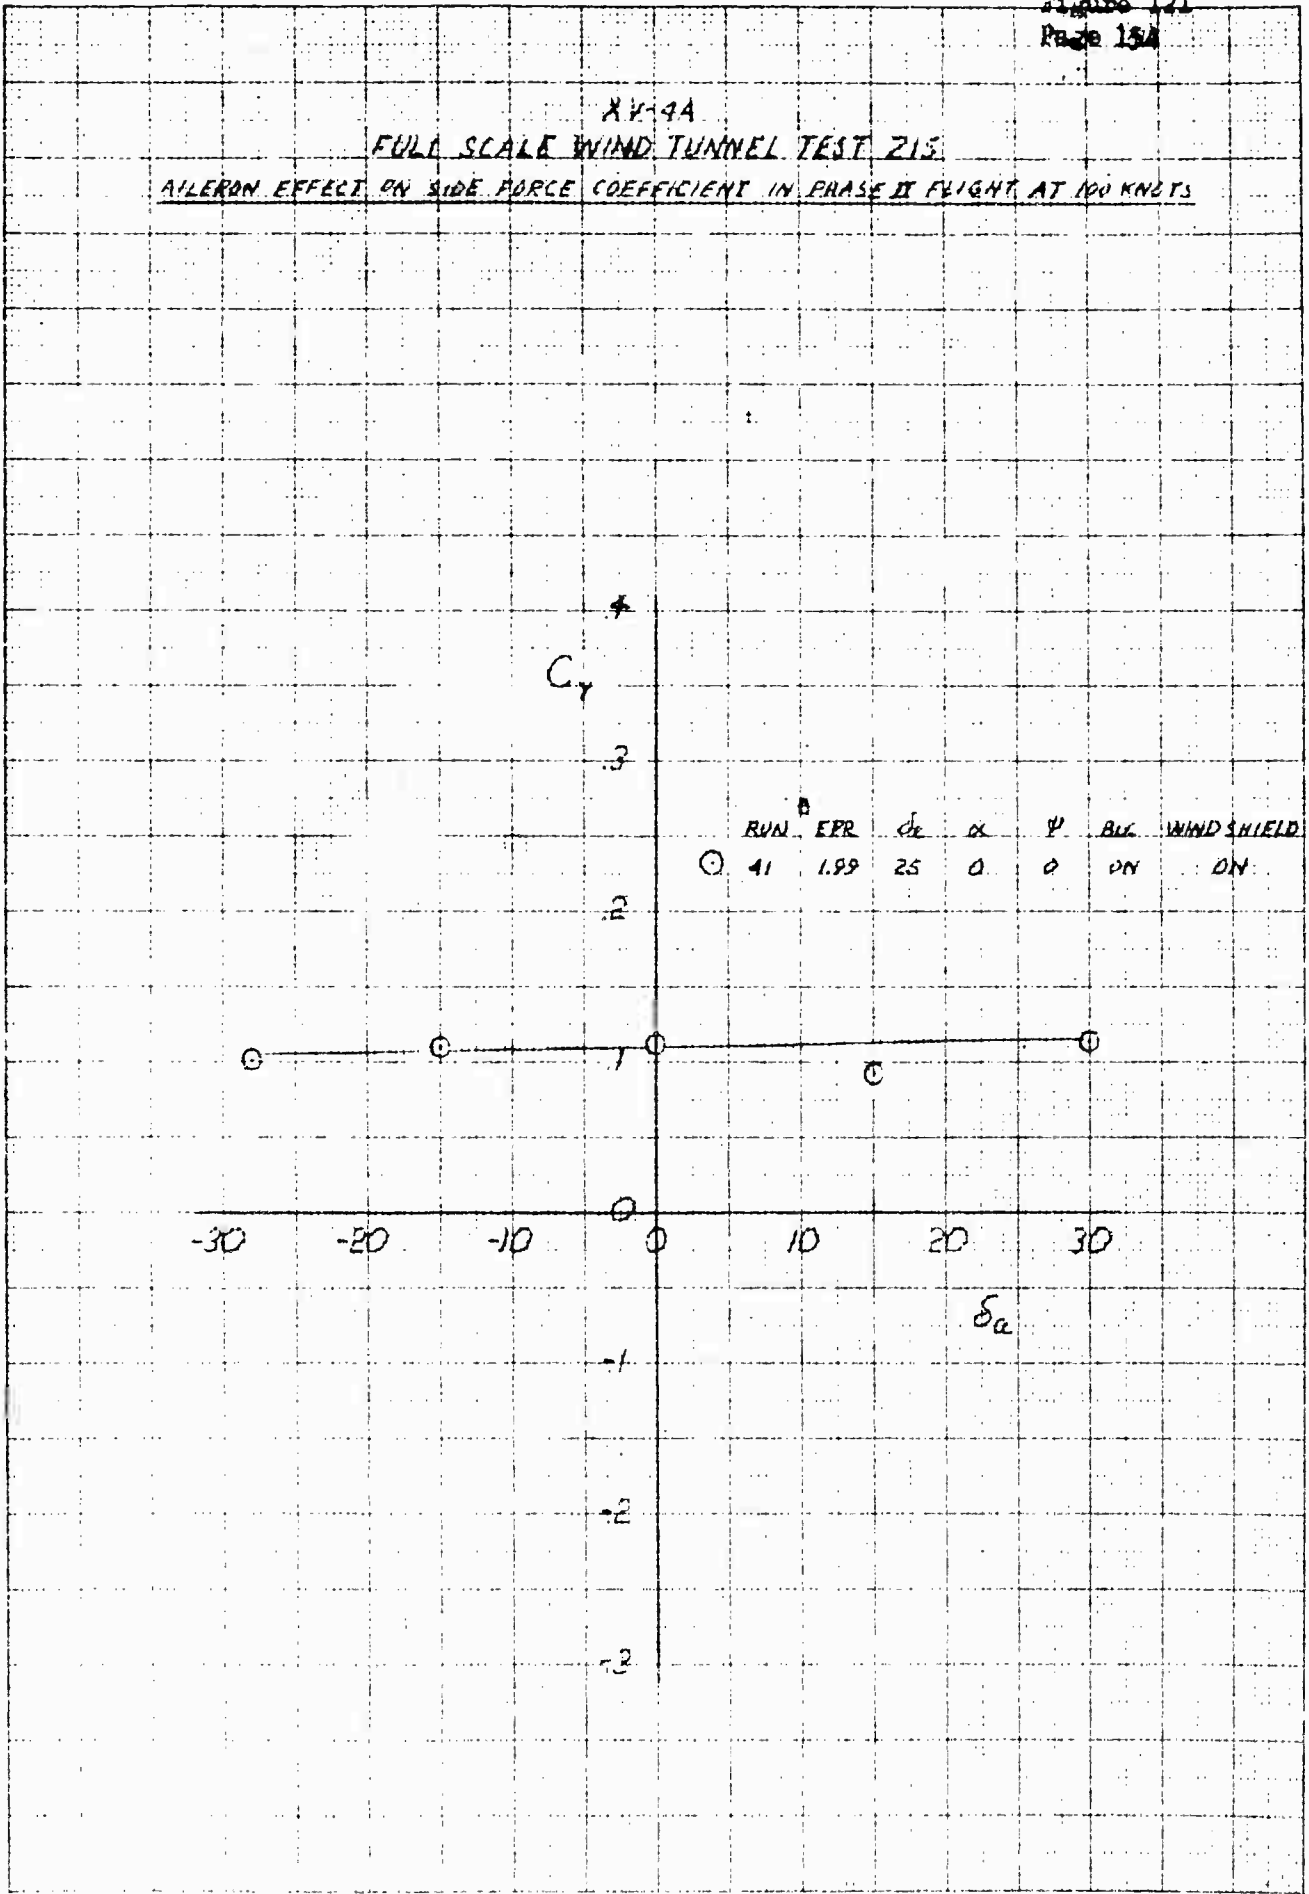 Page 154
XV-4A
FULL SCALE WIND TUNNEL TEST 215
AILERON EFFECT ON SIDE FORCE COEFFICIENT IN PHASE II FLIGHT AT 100 KNOTS
.4
Cy
.3
RUN EPR α Ψ BLC WINDSHIELD
41 1.99 25 0 0 ON ON
.2
.1
0
-30 -20 -10 0 10 20 30
δa
-.1
-.2
-.3